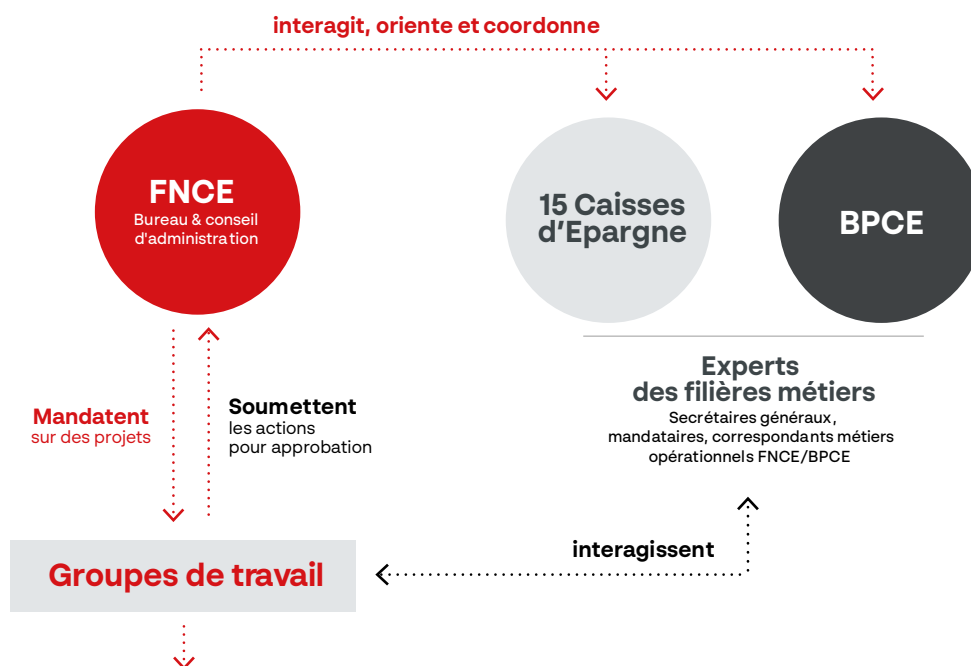 interagit, oriente et coordonne
FNCE
Bureau & conseil
d'administration
15 Caisses
d'Epargne
BPCE
Experts
des filières métiers
Secrétaires généraux,
mandataires, correspondants métiers
opérationnels FNCE/BPCE
Mandatent
sur des projets
Soumettent
les actions
pour approbation
interagissent
Groupes de travail